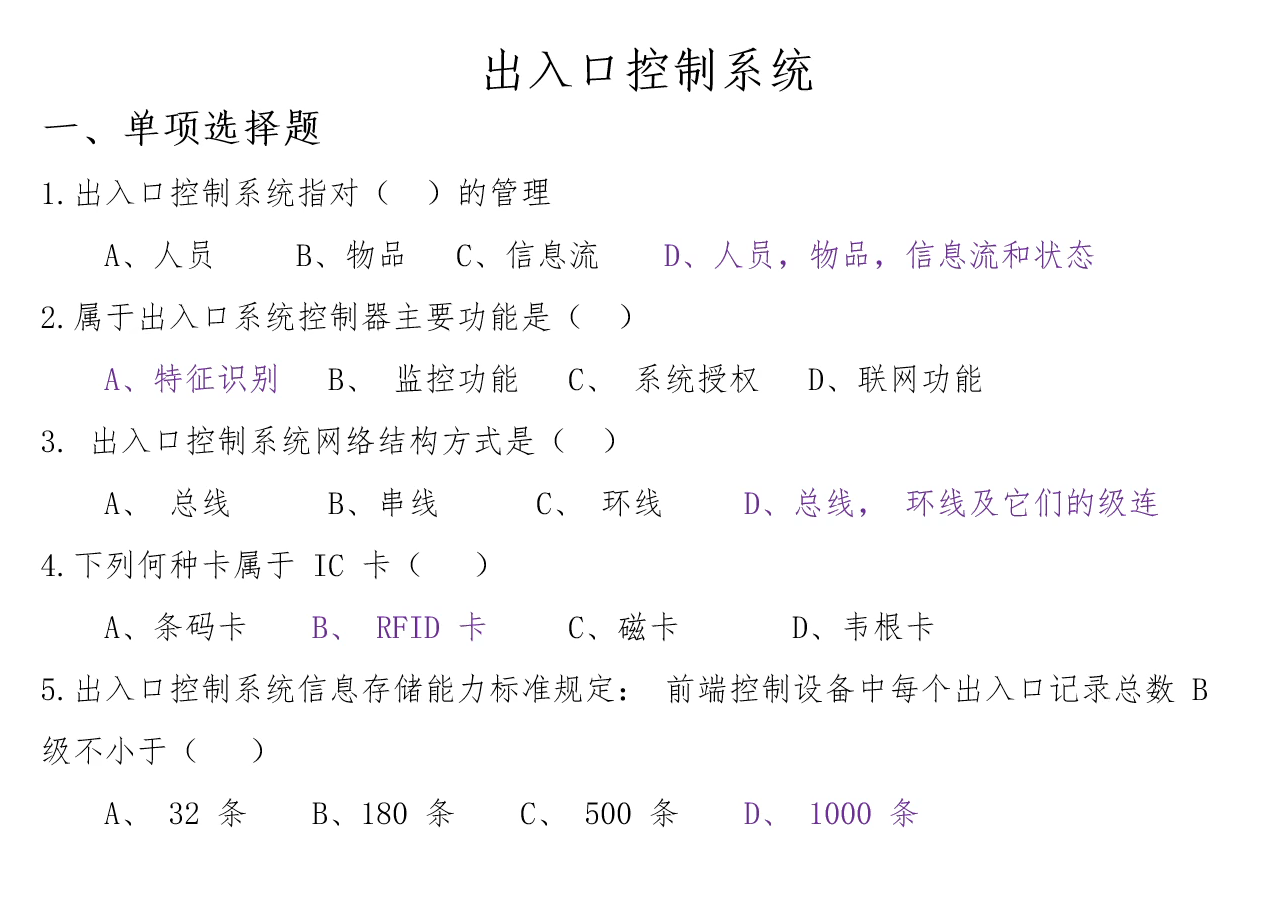 出入口控制系统
一、单项选择题
1.出入口控制系统指对（ ）的管理
A、人员 B、物品 C、信息流 D、人员，物品，信息流和状态
2.属于出入口系统控制器主要功能是（ ）
A、特征识别 B、 监控功能 C、 系统授权 D、联网功能
3. 出入口控制系统网络结构方式是（ ）
A、 总线 B、串线 C、 环线 D、总线， 环线及它们的级连
4.下列何种卡属于 IC 卡（ ）
A、条码卡 B、 RFID 卡 C、磁卡 D、韦根卡
5.出入口控制系统信息存储能力标准规定： 前端控制设备中每个出入口记录总数 B
级不小于（ ）
A、 32 条 B、180 条 C、 500 条 D、 1000 条